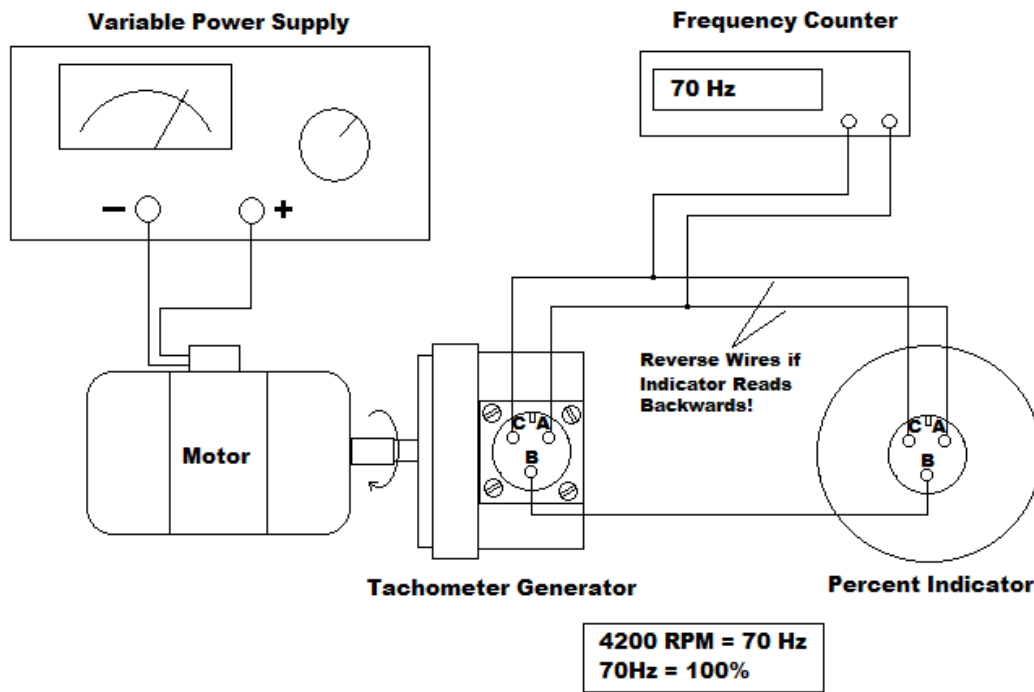 Variable Power Supply
Frequency Counter
70 Hz
− +
Reverse Wires if
Indicator Reads
Backwards!
Motor
C A
B
C A
B
Tachometer Generator
Percent Indicator
4200 RPM = 70 Hz
70Hz = 100%